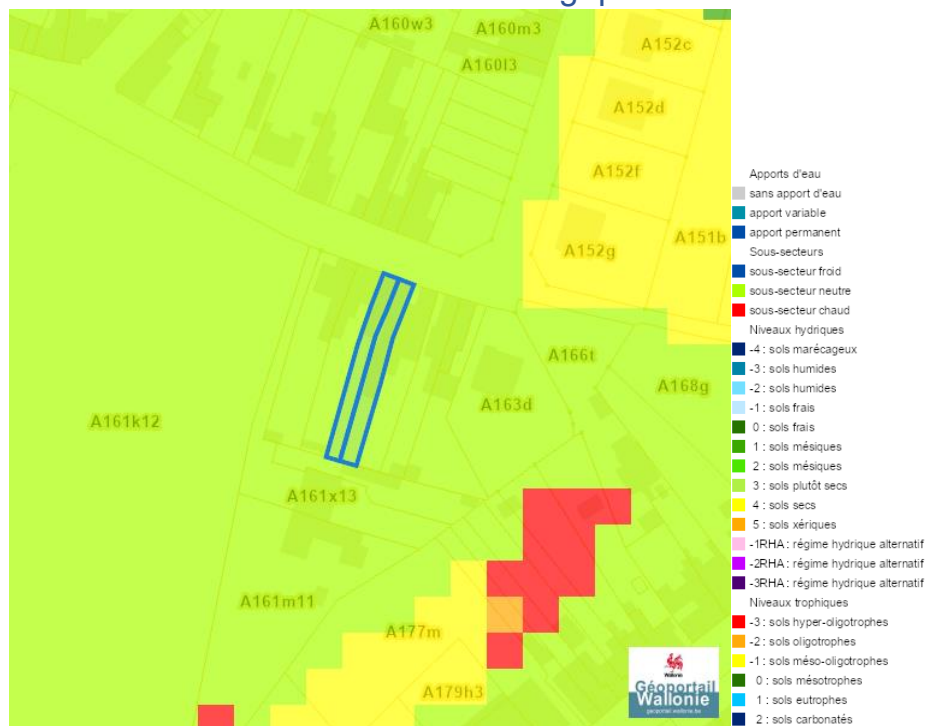 A160w3
A160m3
A160l3
A152c
A152d
A152f
A152g
A151b
A166t
A168g
A163d
A161k12
A161x13
A161m11
A177m
A179h3
Wallonie
Géoportail
Wallonie
geoportail.wallonie.be
Apports d'eau
sans apport d'eau
apport variable
apport permanent
Sous-secteurs
sous-secteur froid
sous-secteur neutre
sous-secteur chaud
Niveaux hydriques
-4 : sols marécageux
-3 : sols humides
-2 : sols humides
-1 : sols frais
0 : sols frais
1 : sols mésiques
2 : sols mésiques
3 : sols plutôt secs
4 : sols secs
5 : sols xériques
-1RHA : régime hydrique alternatif
-2RHA : régime hydrique alternatif
-3RHA : régime hydrique alternatif
Niveaux trophiques
-3 : sols hyper-oligotrophes
-2 : sols oligotrophes
-1 : sols méso-oligotrophes
0 : sols mésotrophes
1 : sols eutrophes
2 : sols carbonatés